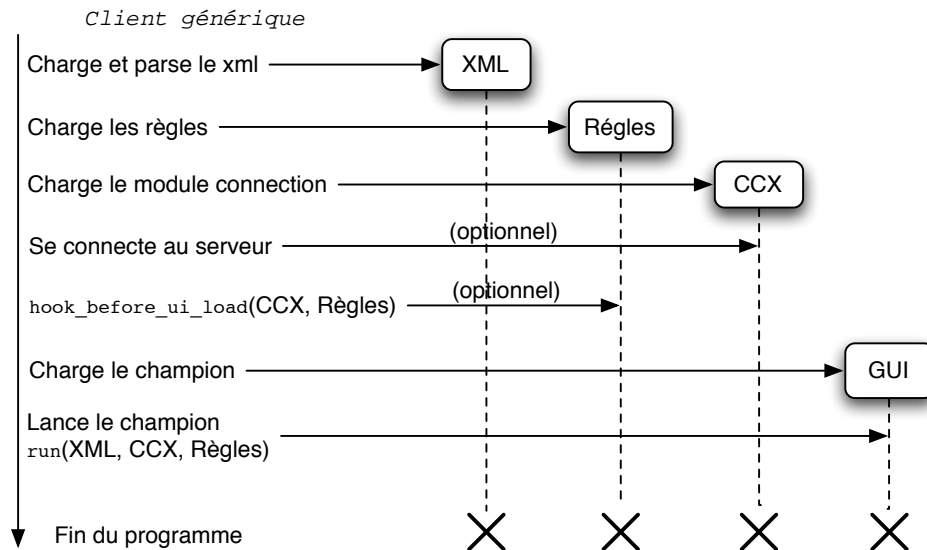 Client générique
Charge et parse le xml XML
Charge les règles Régles
Charge le module connection CCX
Se connecte au serveur (optionnel)
hook_before_ui_load(CCX, Règles) (optionnel)
Charge le champion GUI
Lance le champion
run(XML, CCX, Règles)
Fin du programme